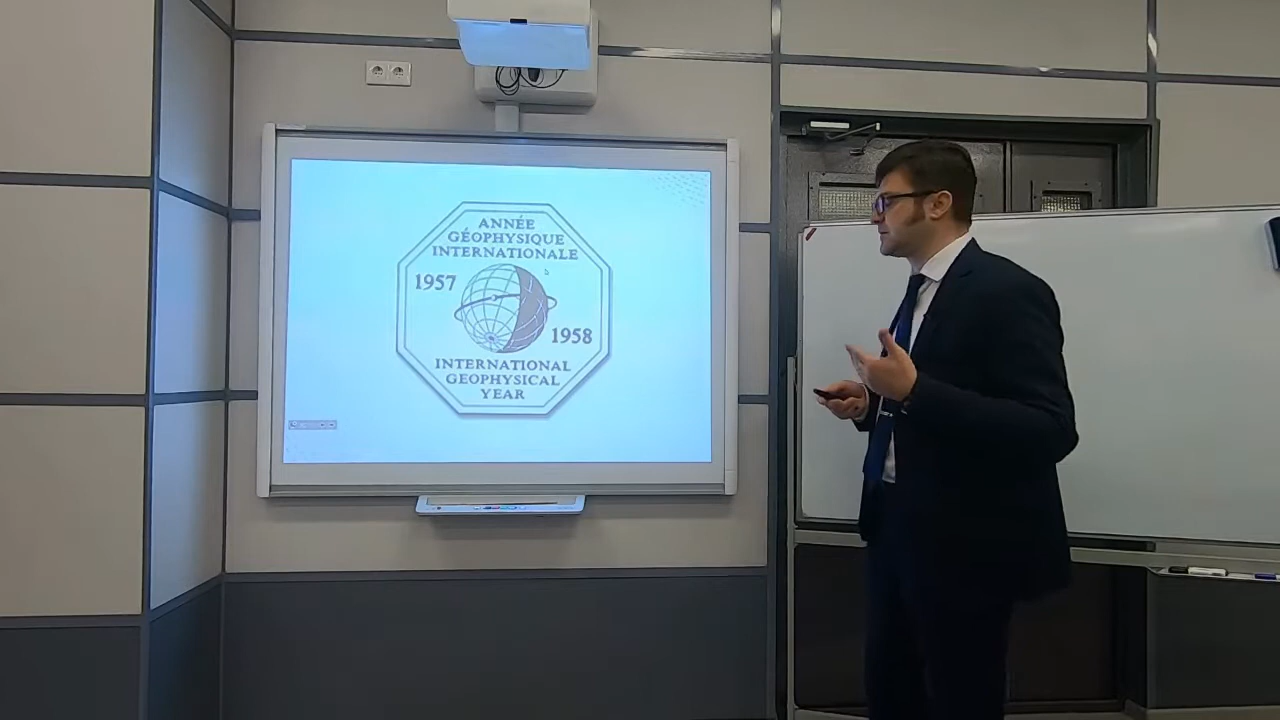 ANNÉE
GÉOPHYSIQUE
INTERNATIONALE
1957
1958
INTERNATIONAL
GEOPHYSICAL
YEAR